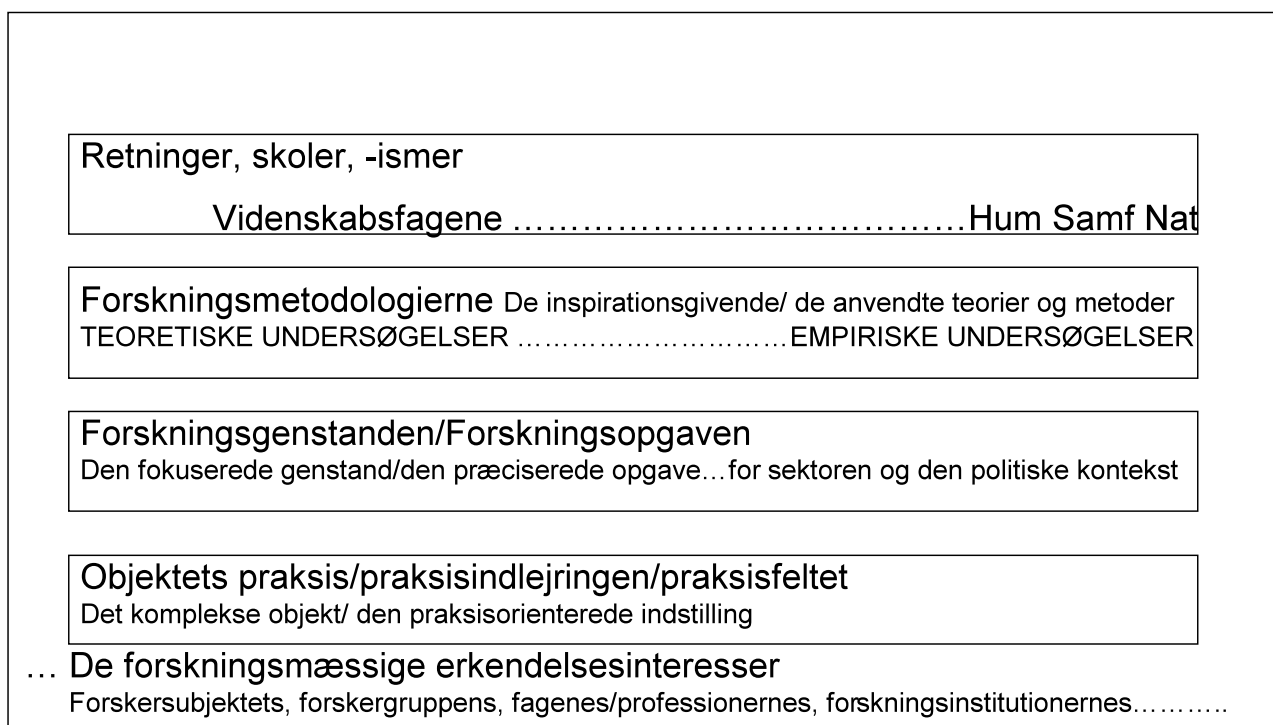 Retninger, skoler, -ismer
Videnskabsfagene …………………………………Hum Samf Nat
Forskningsmetodologierne De inspirationsgivende/ de anvendte teorier og metoder
TEORETISKE UNDERSØGELSER …………………………EMPIRISKE UNDERSØGELSER
Forskningsgenstanden/Forskningsopgaven
Den fokuserede genstand/den præciserede opgave…for sektoren og den politiske kontekst
Objektets praksis/praksisindlejringen/praksisfeltet
Det komplekse objekt/ den praksisorienterede indstilling
… De forskningsmæssige erkendelsesinteresser
Forskersubjektets, forskergruppens, fagenes/professionernes, forskningsinstitutionernes………..